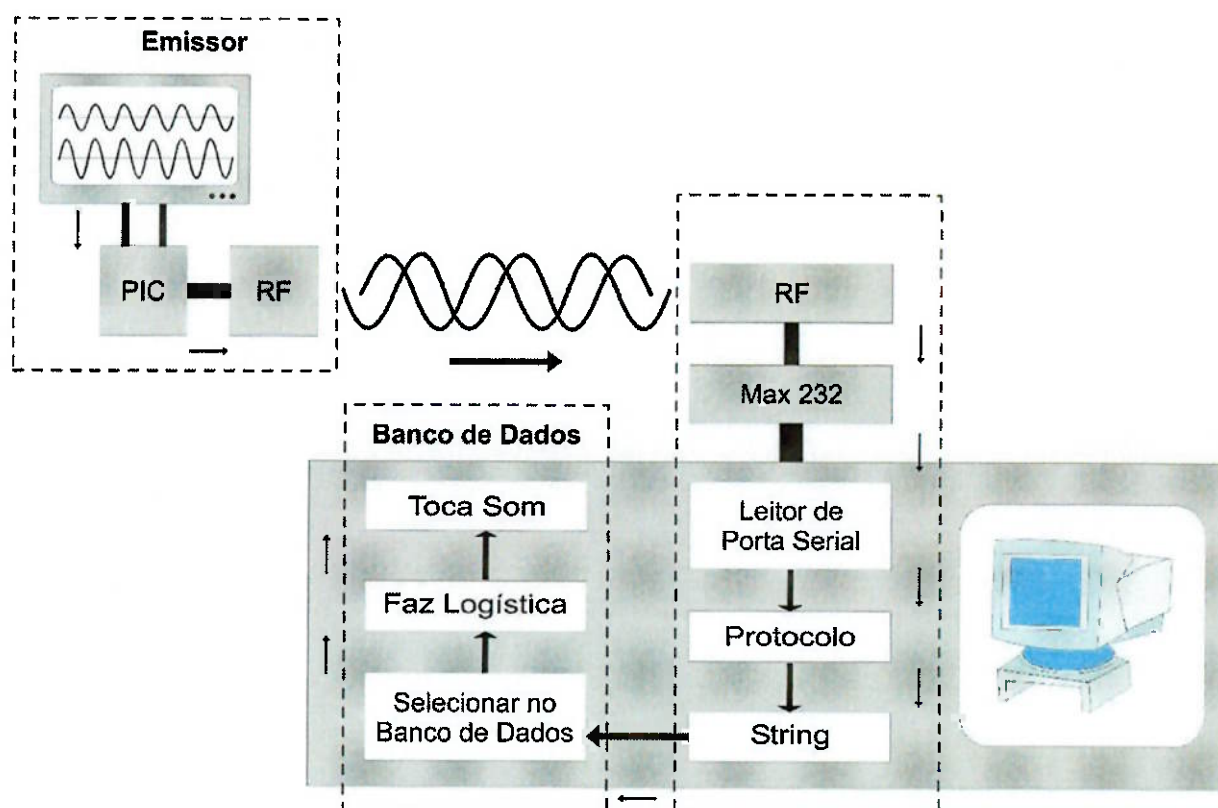 Emissor
PIC
RF
RF
Max 232
Banco de Dados
Toca Som
Faz Logística
Selecionar no
Banco de Dados
Leitor de
Porta Serial
Protocolo
String